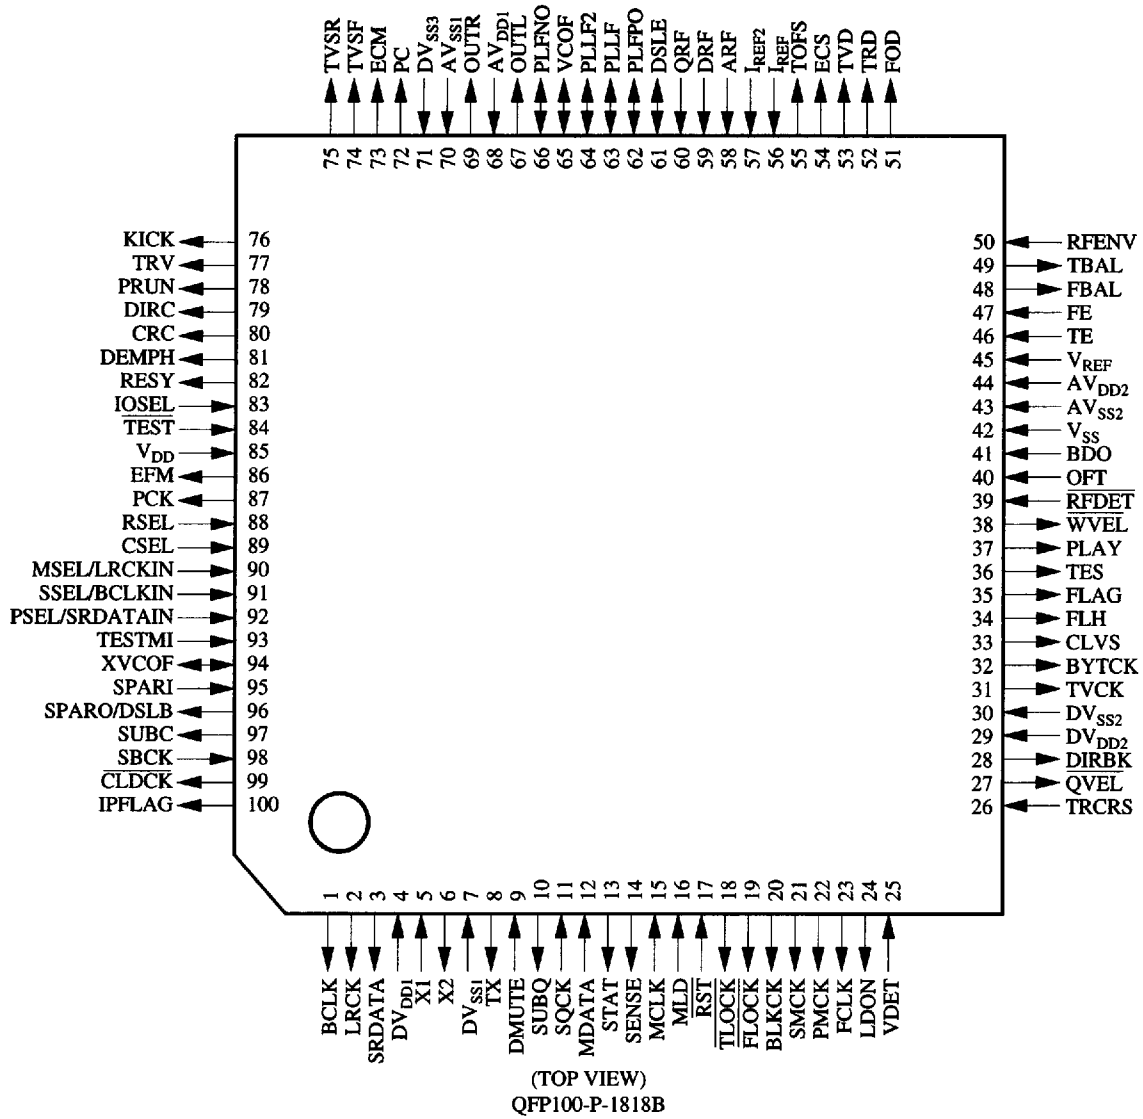 TVSR
TVSF
ECM
PC
DVSS3
AVSS1
OUTR
AVDD1
OUTL
PLFNO
VCOF
PLLF2
PLLF
PLFPO
DSLE
QRF
DRF
ARF
IREF2
IREF
TOFS
ECS
TVD
TRD
FOD
75 74 73 72 71 70 69 68 67 66 65 64 63 62 61 60 59 58 57 56 55 54 53 52 51
KICK 76
TRV 77
PRUN 78
DIRC 79
CRC 80
DEMPH 81
RESY 82
IOSEL 83
TEST 84
VDD 85
EFM 86
PCK 87
RSEL 88
CSEL 89
MSEL/LRCKIN 90
SSEL/BCLKIN 91
PSEL/SRDATAIN 92
TESTMI 93
XVCOF 94
SPARI 95
SPARO/DSLB 96
SUBC 97
SBCK 98
CLDCK 99
IPFLAG 100
50 RFENV
49 TBAL
48 FBAL
47 FE
46 TE
45 VREF
44 AVDD2
43 AVSS2
42 VSS
41 BDO
40 OFT
39 RFDET
38 WVEL
37 PLAY
36 TES
35 FLAG
34 FLH
33 CLVS
32 BYTCK
31 TVCK
30 DVSS2
29 DVDD2
28 DIRBK
27 QVEL
26 TRCRS
1 2 3 4 5 6 7 8 9 10 11 12 13 14 15 16 17 18 19 20 21 22 23 24 25
BCLK
LRCK
SRDATA
DVDD1
X1
X2
DVSS1
TX
DMUTE
SUBQ
SQCK
MDATA
STAT
SENSE
MCLK
MLD
RST
TLOCK
FLOCK
BLKCK
SMCK
PMCK
FCLK
LDON
VDET
(TOP VIEW)
QFP100-P-1818B